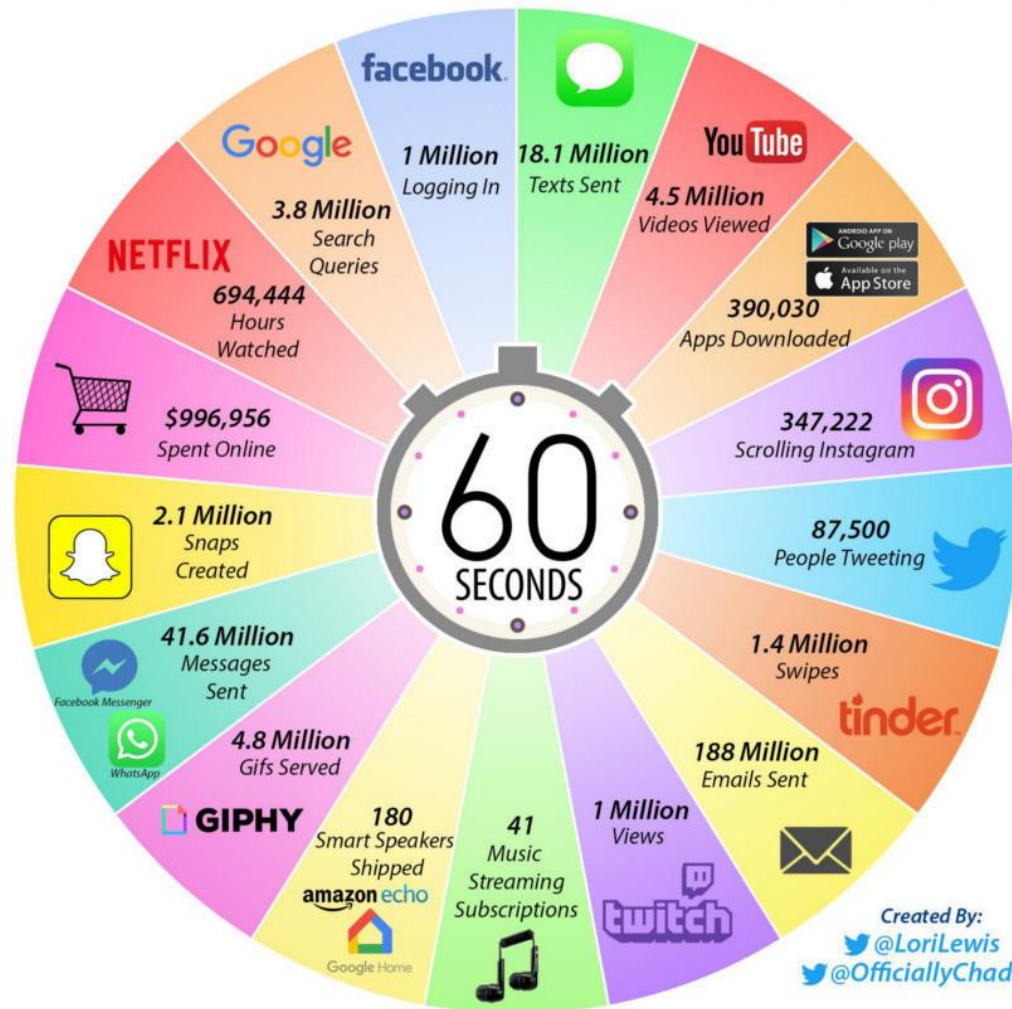 facebook
1 Million
Logging In
18.1 Million
Texts Sent
YouTube
4.5 Million
Videos Viewed
ANDROID APP ON
Google play
Available on the
App Store
390,030
Apps Downloaded
347,222
Scrolling Instagram
87,500
People Tweeting
1.4 Million
Swipes
tinder
188 Million
Emails Sent
1 Million
Views
twitch
41
Music
Streaming
Subscriptions
180
Smart Speakers
Shipped
amazon echo
Google Home
4.8 Million
Gifs Served
GIPHY
41.6 Million
Messages
Sent
Facebook Messenger
WhatsApp
2.1 Million
Snaps
Created
$996,956
Spent Online
NETFLIX
694,444
Hours
Watched
Google
3.8 Million
Search
Queries
60
SECONDS
Created By:
@LoriLewis
@OfficiallyChad